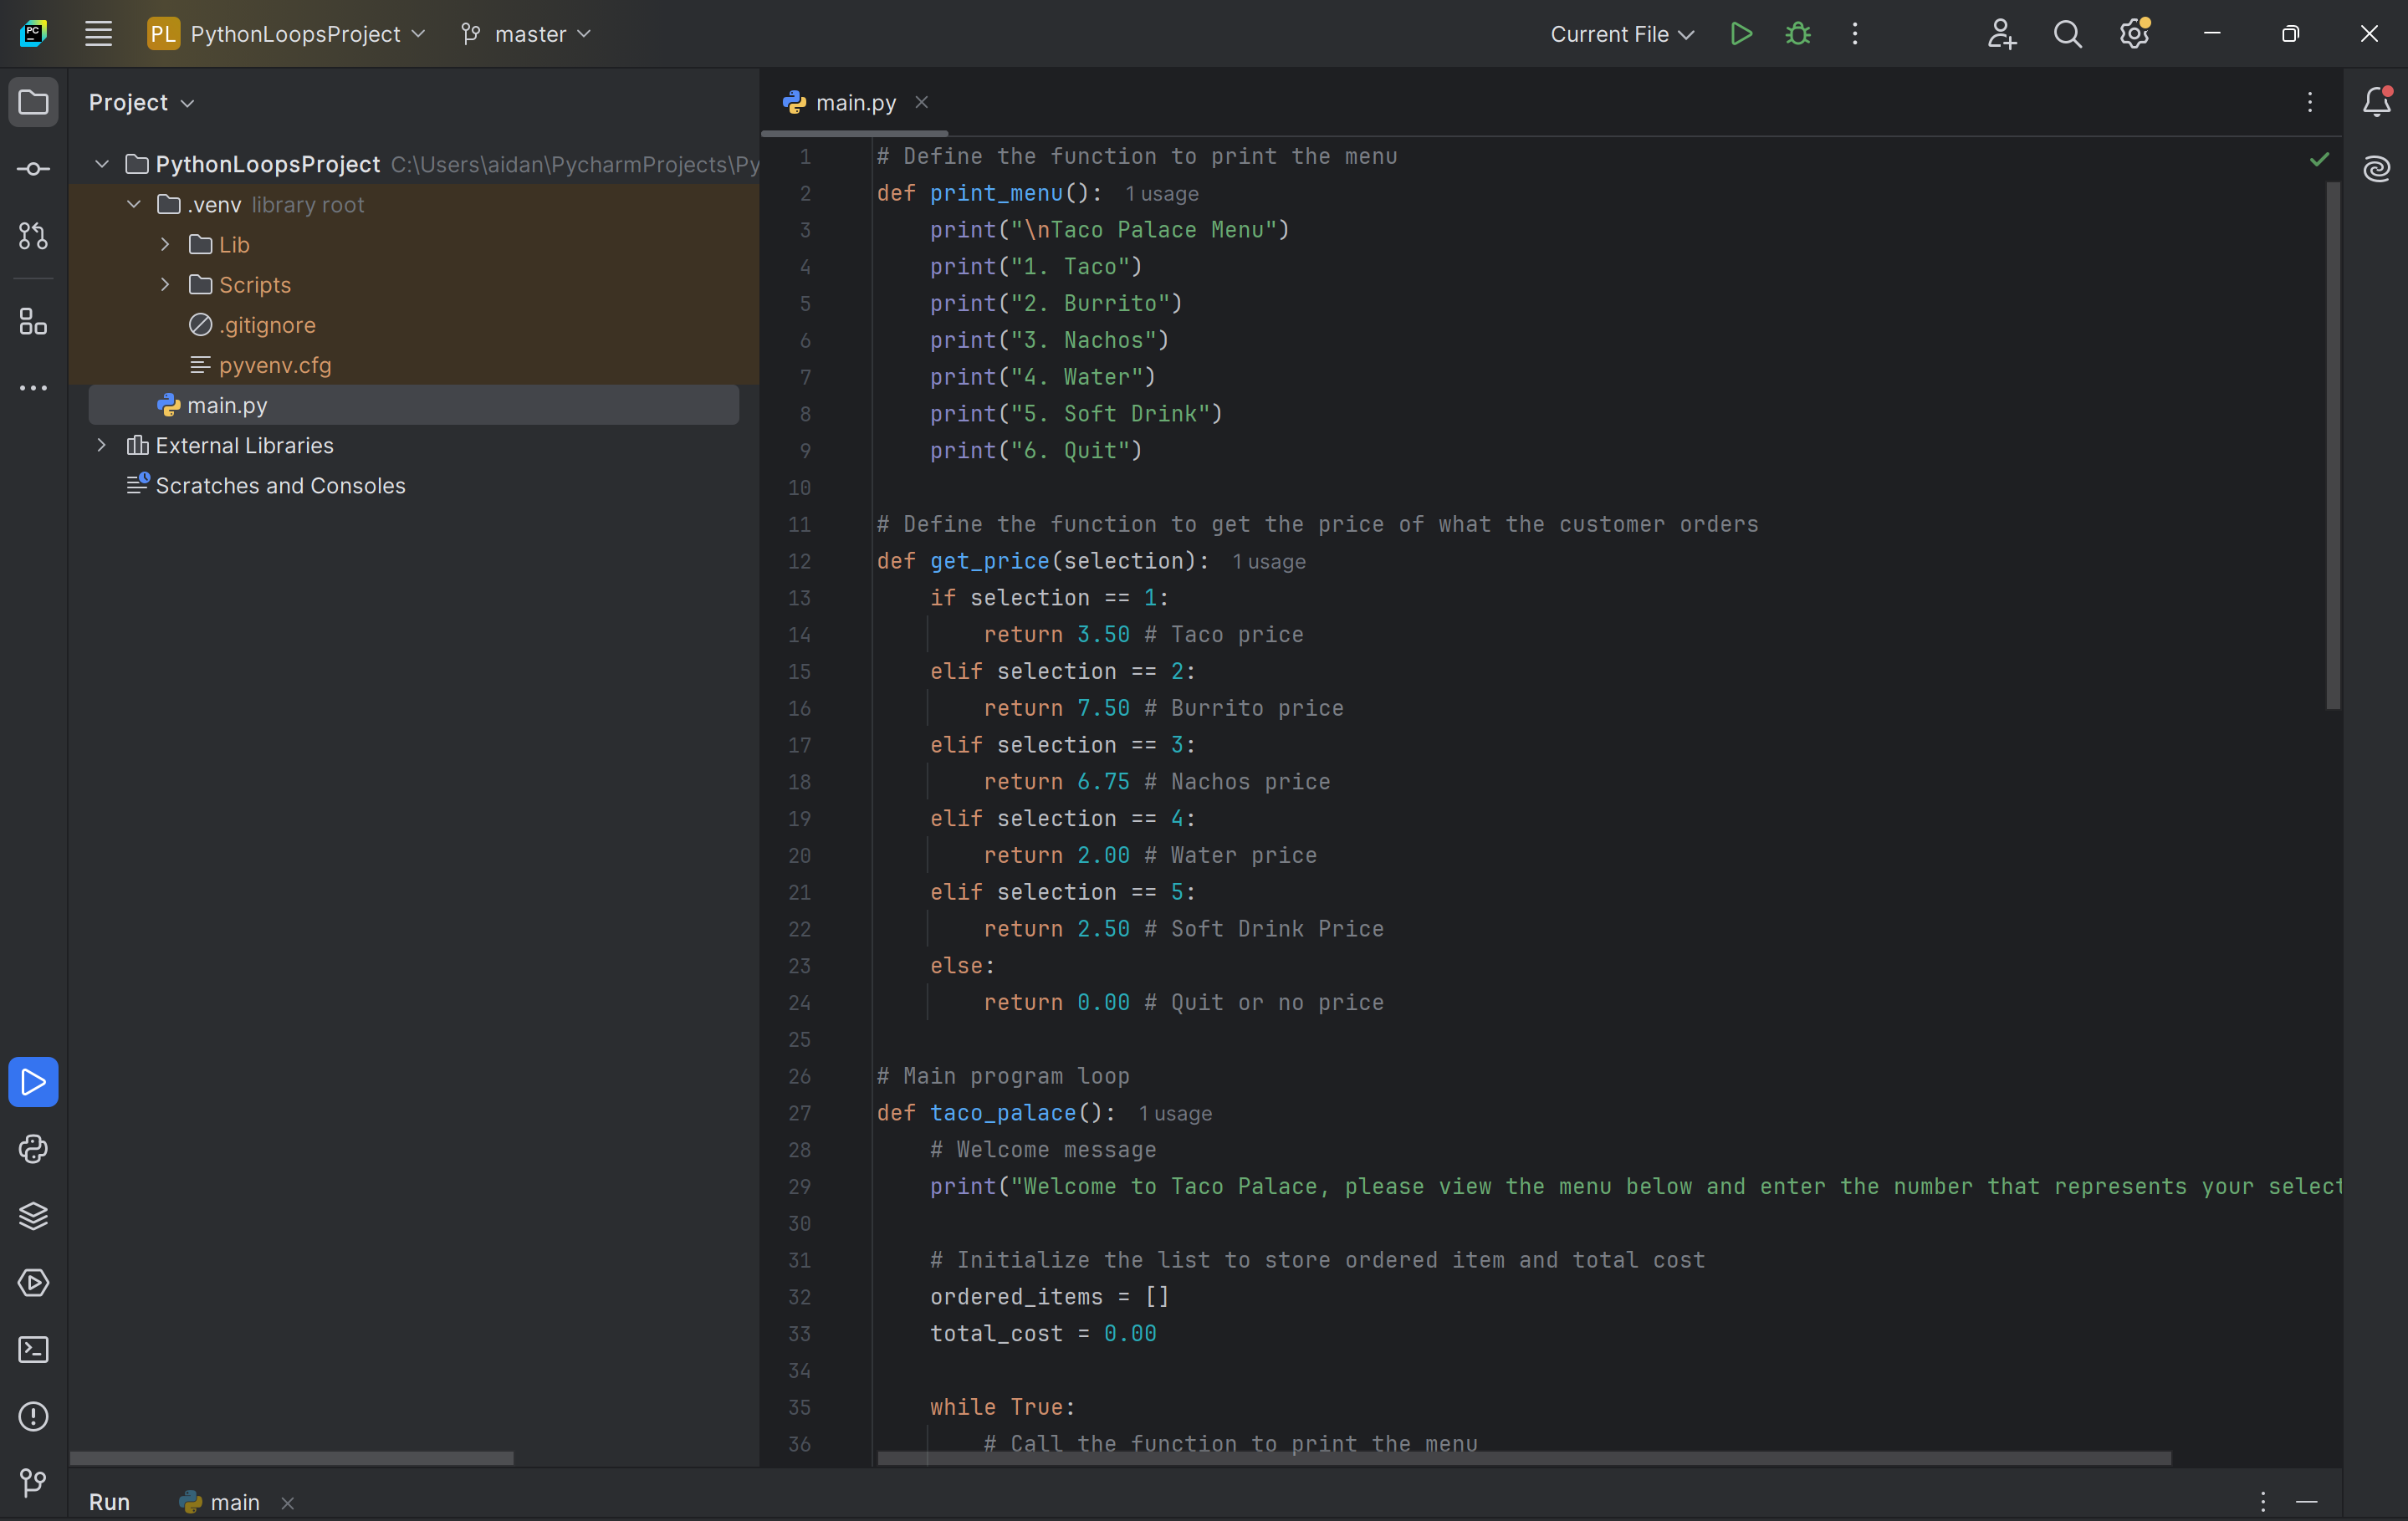 PC
PL PythonLoopsProject master Current File
Project
main.py
PythonLoopsProject C:\Users\aidan\PycharmProjects\Py
.venv library root
Lib
Scripts
.gitignore
pyvenv.cfg
main.py
External Libraries
Scratches and Consoles
1 # Define the function to print the menu
2 def print_menu(): 1 usage
3     print("\nTaco Palace Menu")
4     print("1. Taco")
5     print("2. Burrito")
6     print("3. Nachos")
7     print("4. Water")
8     print("5. Soft Drink")
9     print("6. Quit")
10
11 # Define the function to get the price of what the customer orders
12 def get_price(selection): 1 usage
13     if selection == 1:
14         return 3.50 # Taco price
15     elif selection == 2:
16         return 7.50 # Burrito price
17     elif selection == 3:
18         return 6.75 # Nachos price
19     elif selection == 4:
20         return 2.00 # Water price
21     elif selection == 5:
22         return 2.50 # Soft Drink Price
23     else:
24         return 0.00 # Quit or no price
25
26 # Main program loop
27 def taco_palace(): 1 usage
28     # Welcome message
29     print("Welcome to Taco Palace, please view the menu below and enter the number that represents your select
30
31     # Initialize the list to store ordered item and total cost
32     ordered_items = []
33     total_cost = 0.00
34
35     while True:
36         # Call the function to print the menu
Run main